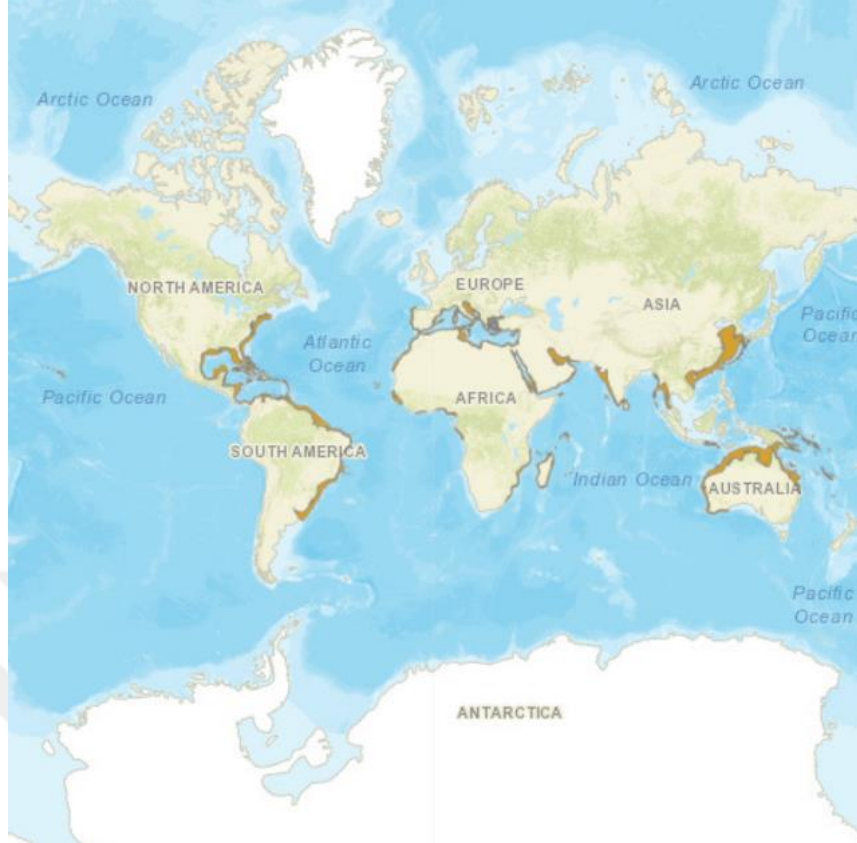 Arctic Ocean
Arctic Ocean
NORTH AMERICA
EUROPE
ASIA
Pacific
Ocean
Atlantic
Ocean
Pacific Ocean
AFRICA
SOUTH AMERICA
Indian Ocean
AUSTRALIA
Pacific
Ocean
ANTARCTICA